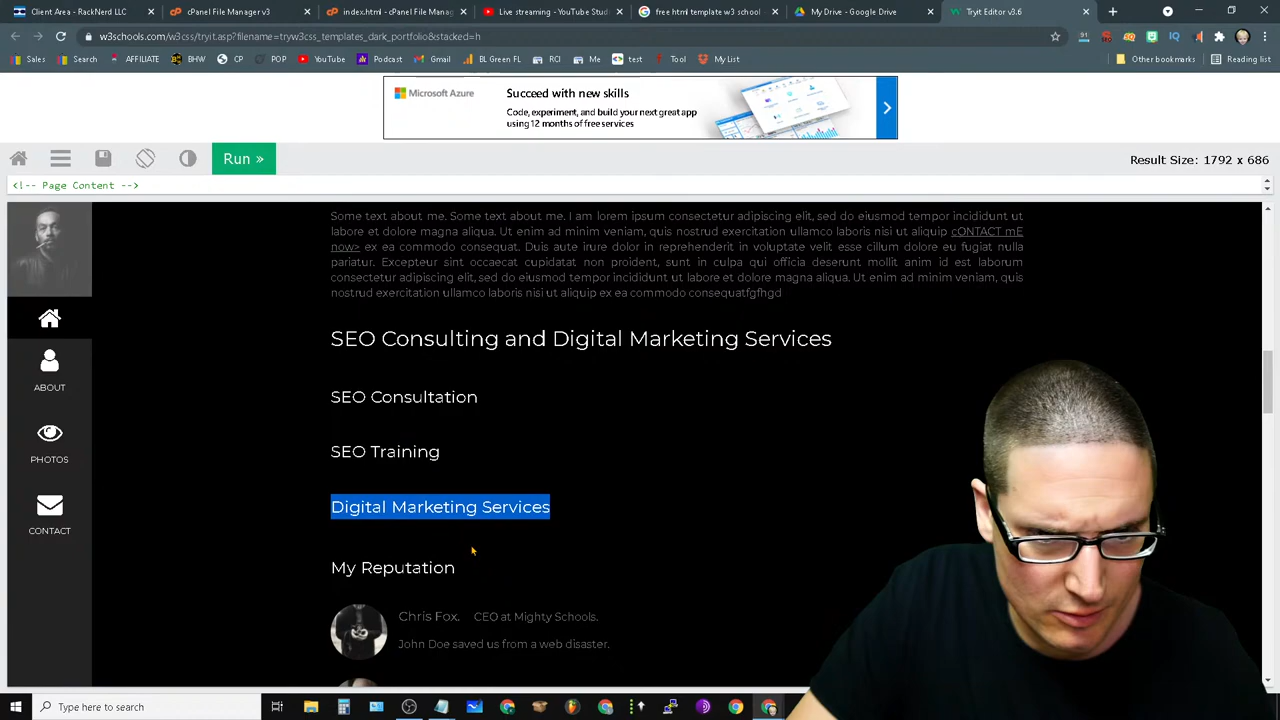 Client Area - RackNerd LLC
cPanel File Manager v3
index.html - cPanel File Manag
Live streaming - YouTube Studi
free html template w3 school
My Drive - Google Drive
Tryit Editor v3.6
w3schools.com/w3css/tryit.asp?filename=tryw3css_templates_dark_portfolio&stacked=h
Sales
Search
AFFILIATE
BHW
CP
POP
YouTube
Podcast
Gmail
BL Green FL
RCI
Me
test
Tool
My List
Other bookmarks
Reading list
Microsoft Azure
Succeed with new skills
Code, experiment, and build your next great app
using 12 months of free services
Run »
Result Size: 1792 x 686
<!-- Page Content -->
Some text about me. Some text about me. I am lorem ipsum consectetur adipiscing elit, sed do eiusmod tempor incididunt ut
labore et dolore magna aliqua. Ut enim ad minim veniam, quis nostrud exercitation ullamco laboris nisi ut aliquip cONTACT mE
now> ex ea commodo consequat. Duis aute irure dolor in reprehenderit in voluptate velit esse cillum dolore eu fugiat nulla
pariatur. Excepteur sint occaecat cupidatat non proident, sunt in culpa qui officia deserunt mollit anim id est laborum
consectetur adipiscing elit, sed do eiusmod tempor incididunt ut labore et dolore magna aliqua. Ut enim ad minim veniam, quis
nostrud exercitation ullamco laboris nisi ut aliquip ex ea commodo consequatfgfhgd
SEO Consulting and Digital Marketing Services
SEO Consultation
SEO Training
Digital Marketing Services
My Reputation
Chris Fox. CEO at Mighty Schools.
John Doe saved us from a web disaster.
ABOUT
PHOTOS
CONTACT
Type here to search